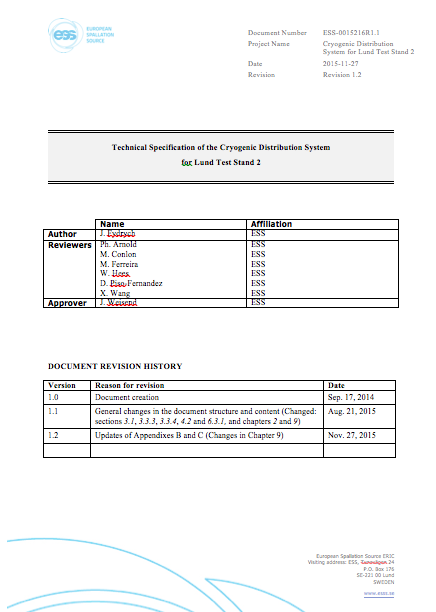 ess
EUROPEAN
SPALLATION
SOURCE
Document Number ESS-0015216R1.1
Project Name Cryogenic Distribution
System for Lund Test Stand 2
Date 2015-11-27
Revision Revision 1.2
Technical Specification of the Cryogenic Distribution System
for Lund Test Stand 2
Name Affiliation
Author J. Fydrych ESS
Reviewers Ph. Arnold ESS
M. Conlon ESS
M. Ferreira ESS
W. Hees ESS
D. Piso Fernandez ESS
X. Wang ESS
Approver J. Weisend ESS
DOCUMENT REVISION HISTORY
Version Reason for revision Date
1.0 Document creation Sep. 17, 2014
1.1 General changes in the document structure and content (Changed: Aug. 21, 2015
sections 3.1, 3.3.3, 3.3.4, 4.2 and 6.3.1, and chapters 2 and 9)
1.2 Updates of Appendixes B and C (Changes in Chapter 9) Nov. 27, 2015
European Spallation Source ERIC
Visiting address: ESS, Tunavägen 24
P.O. Box 176
SE-221 00 Lund
SWEDEN
www.ess.se